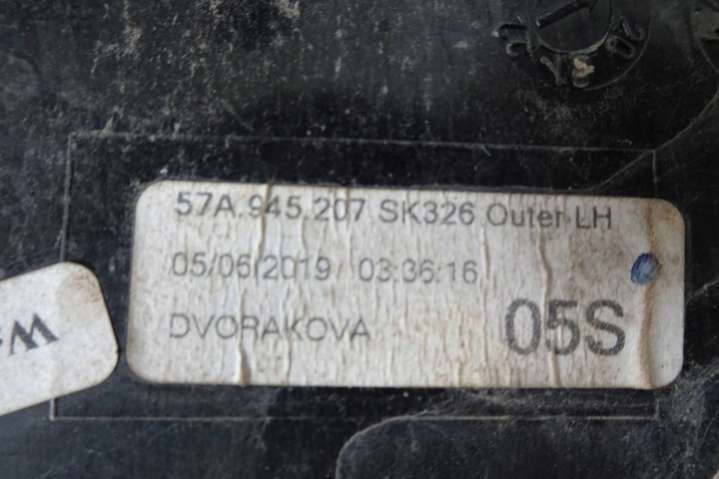 57A.945.207 SK326 Outer LH
05/06/2019 03:36:16
DVORAKOVA
05S